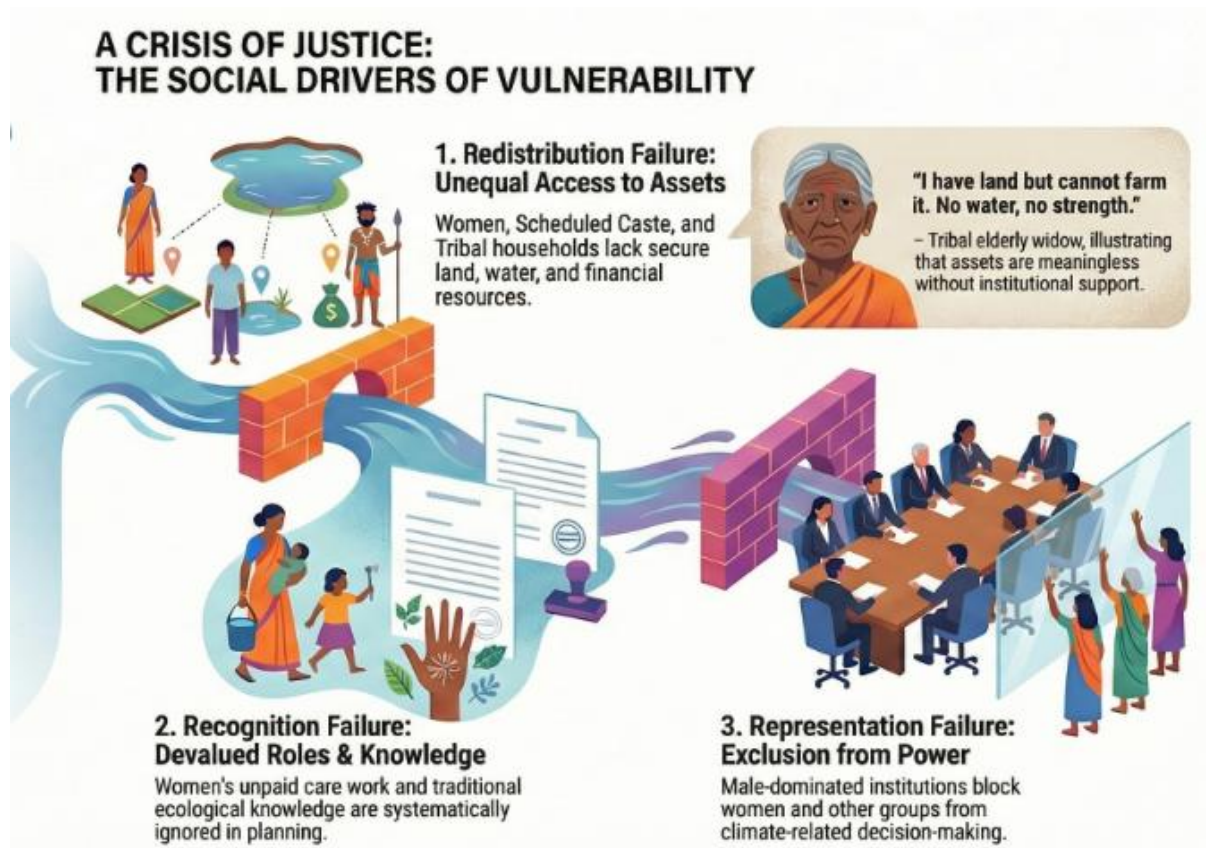 A CRISIS OF JUSTICE:
THE SOCIAL DRIVERS OF VULNERABILITY
1. Redistribution Failure:
Unequal Access to Assets
Women, Scheduled Caste, and
Tribal households lack secure
land, water, and financial
resources.
"I have land but cannot farm
it. No water, no strength."
– Tribal elderly widow, illustrating
that assets are meaningless
without institutional support.
$
2. Recognition Failure:
Devalued Roles & Knowledge
Women's unpaid care work and traditional
ecological knowledge are systematically
ignored in planning.
3. Representation Failure:
Exclusion from Power
Male-dominated institutions block
women and other groups from
climate-related decision-making.